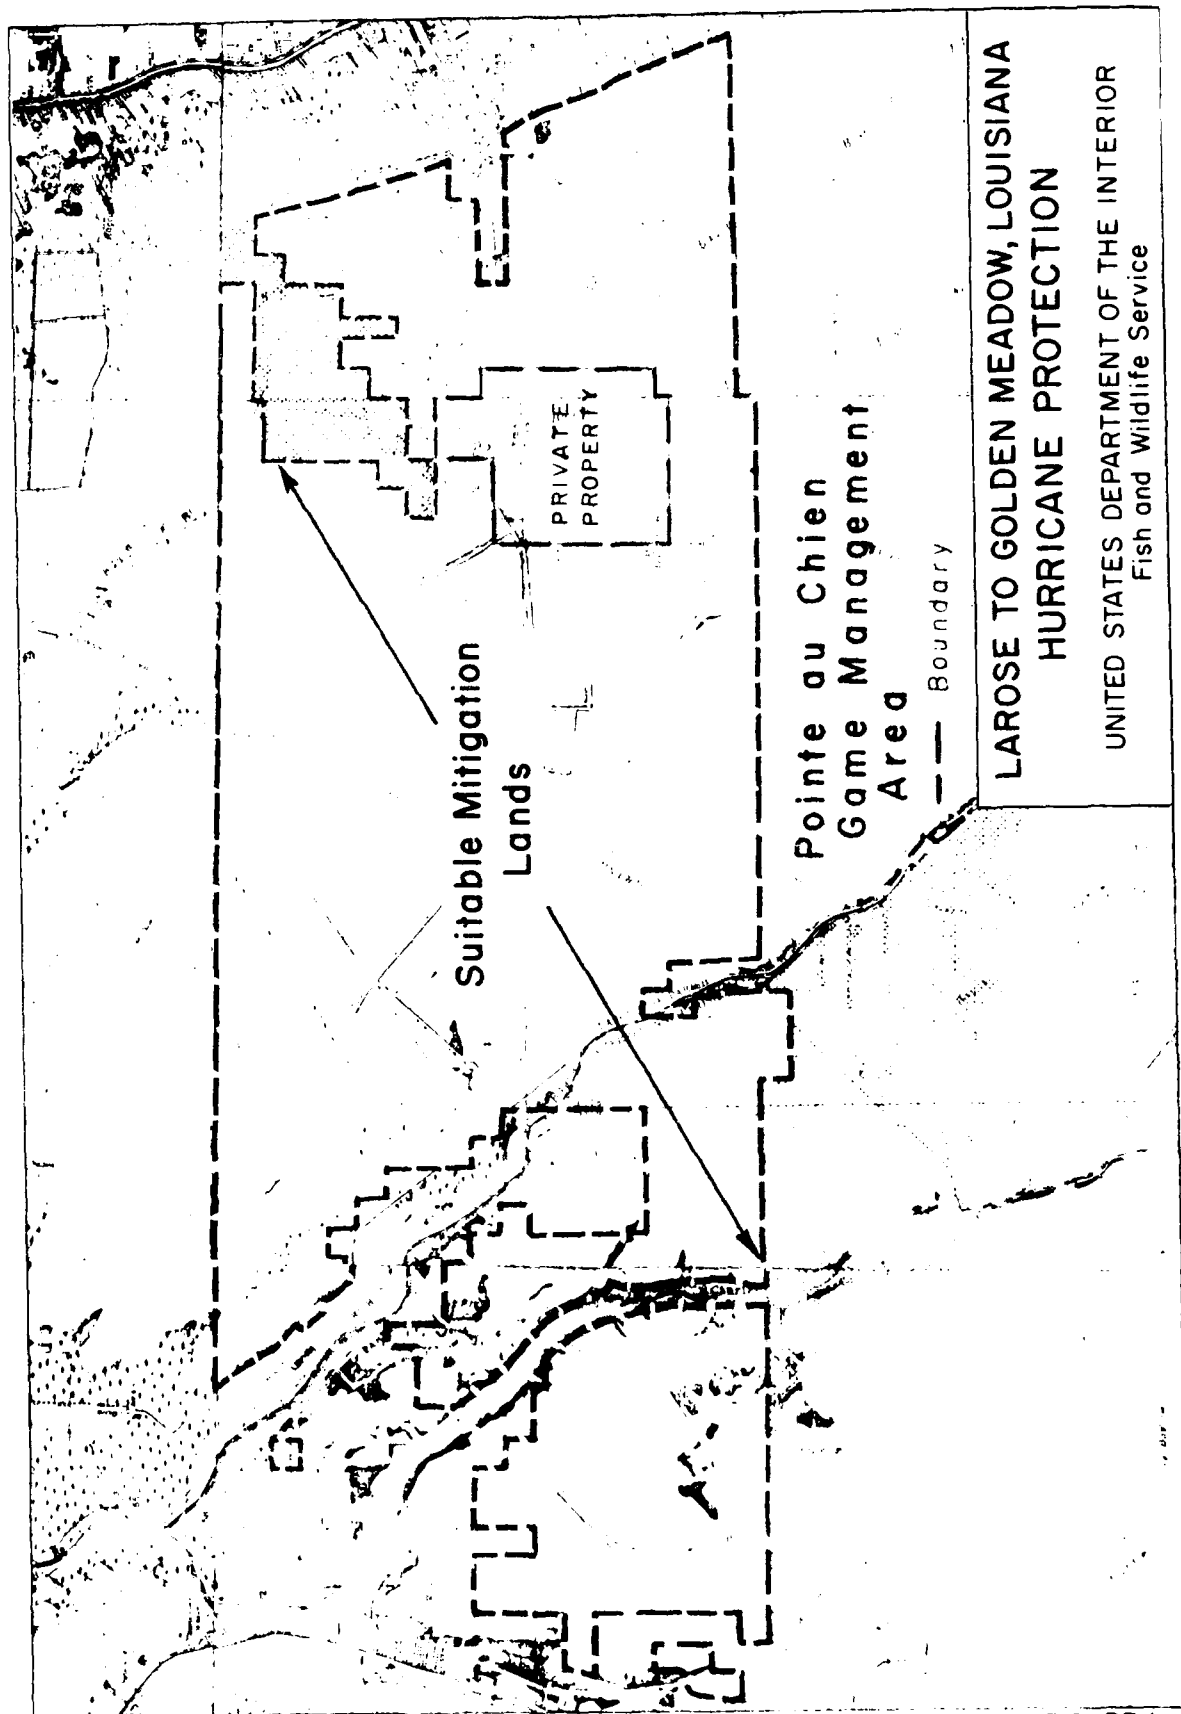 PRIVATE
PROPERTY
Suitable Mitigation
Lands
Pointe au Chien
Game Management
Area
Boundary
LAROSE TO GOLDEN MEADOW, LOUISIANA
HURRICANE PROTECTION
UNITED STATES DEPARTMENT OF THE INTERIOR
Fish and Wildlife Service